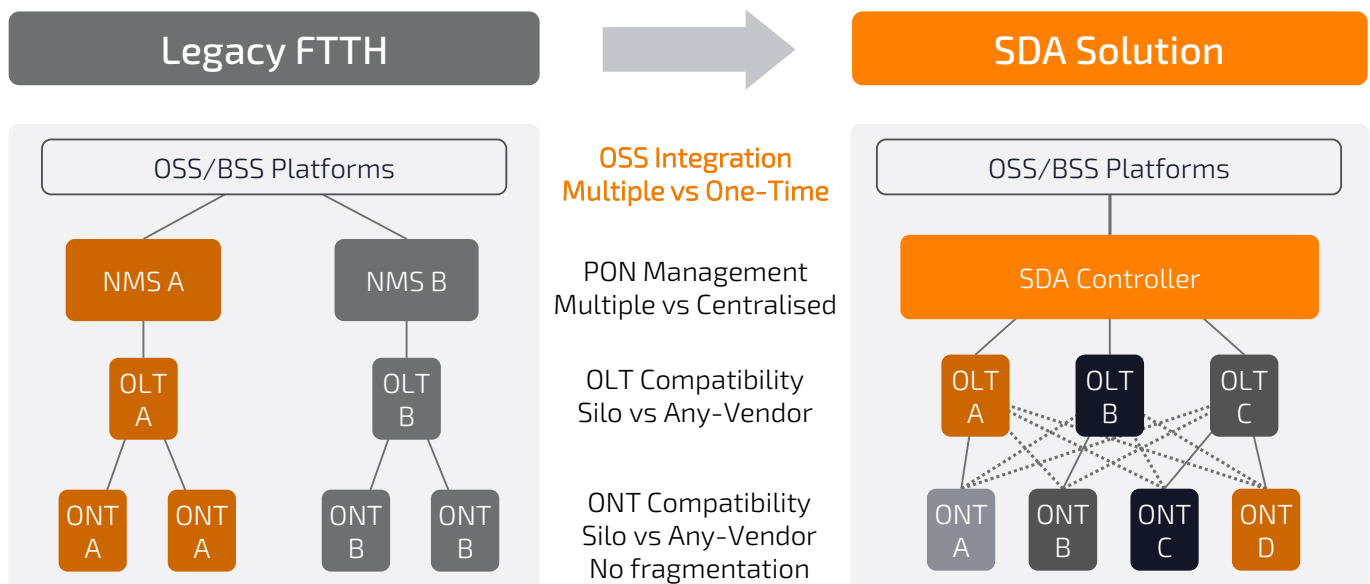 Legacy FTTH
SDA Solution
OSS/BSS Platforms
NMS A
NMS B
OLT
A
OLT
B
ONT
A
ONT
A
ONT
B
ONT
B
OSS Integration
Multiple vs One-Time
PON Management
Multiple vs Centralised
OLT Compatibility
Silo vs Any-Vendor
ONT Compatibility
Silo vs Any-Vendor
No fragmentation
OSS/BSS Platforms
SDA Controller
OLT
A
OLT
B
OLT
C
ONT
A
ONT
B
ONT
C
ONT
D